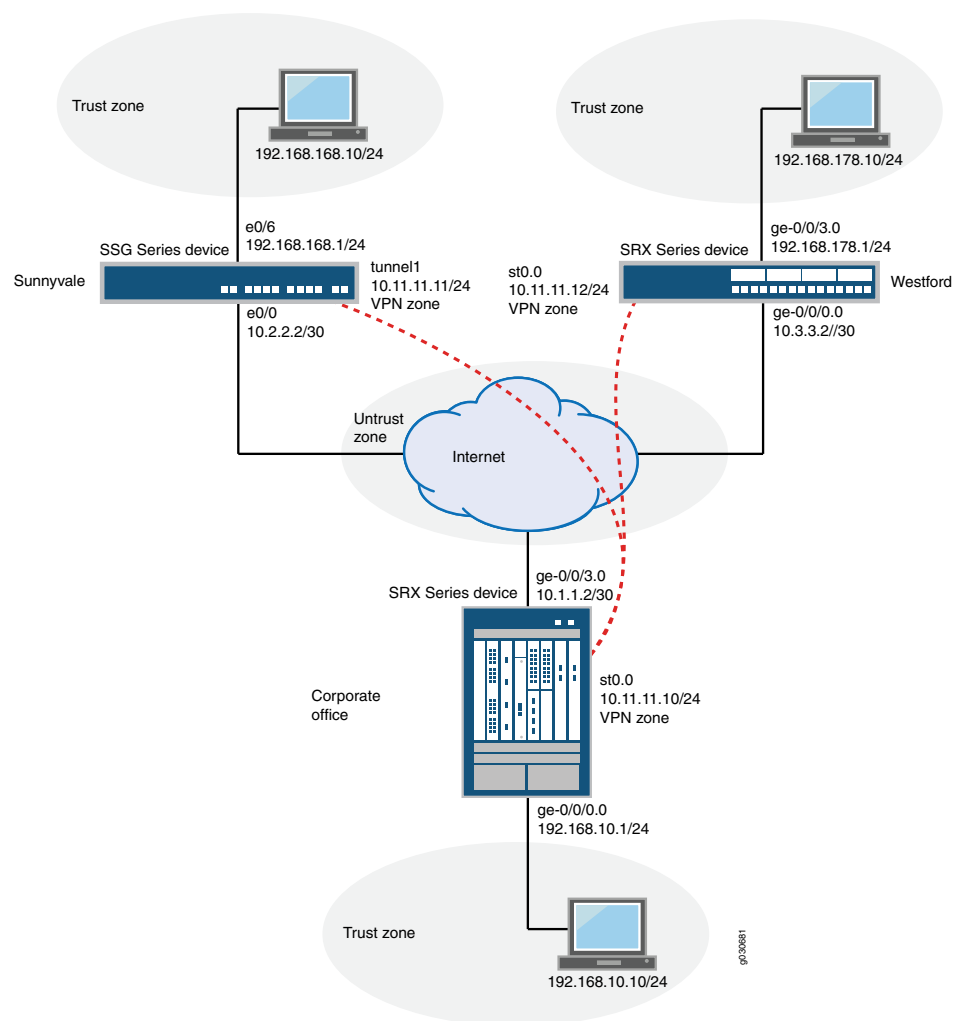 Trust zone
192.168.168.10/24
Trust zone
192.168.178.10/24
e0/6
192.168.168.1/24
SSG Series device
Sunnyvale
tunnel1
10.11.11.11/24
VPN zone
e0/0
10.2.2.2/30
ge-0/0/3.0
192.168.178.1/24
SRX Series device
st0.0
10.11.11.12/24
VPN zone
Westford
ge-0/0/0.0
10.3.3.2//30
Untrust
zone
Internet
ge-0/0/3.0
10.1.1.2/30
SRX Series device
Corporate
office
st0.0
10.11.11.10/24
VPN zone
ge-0/0/0.0
192.168.10.1/24
Trust zone
192.168.10.10/24
g030681